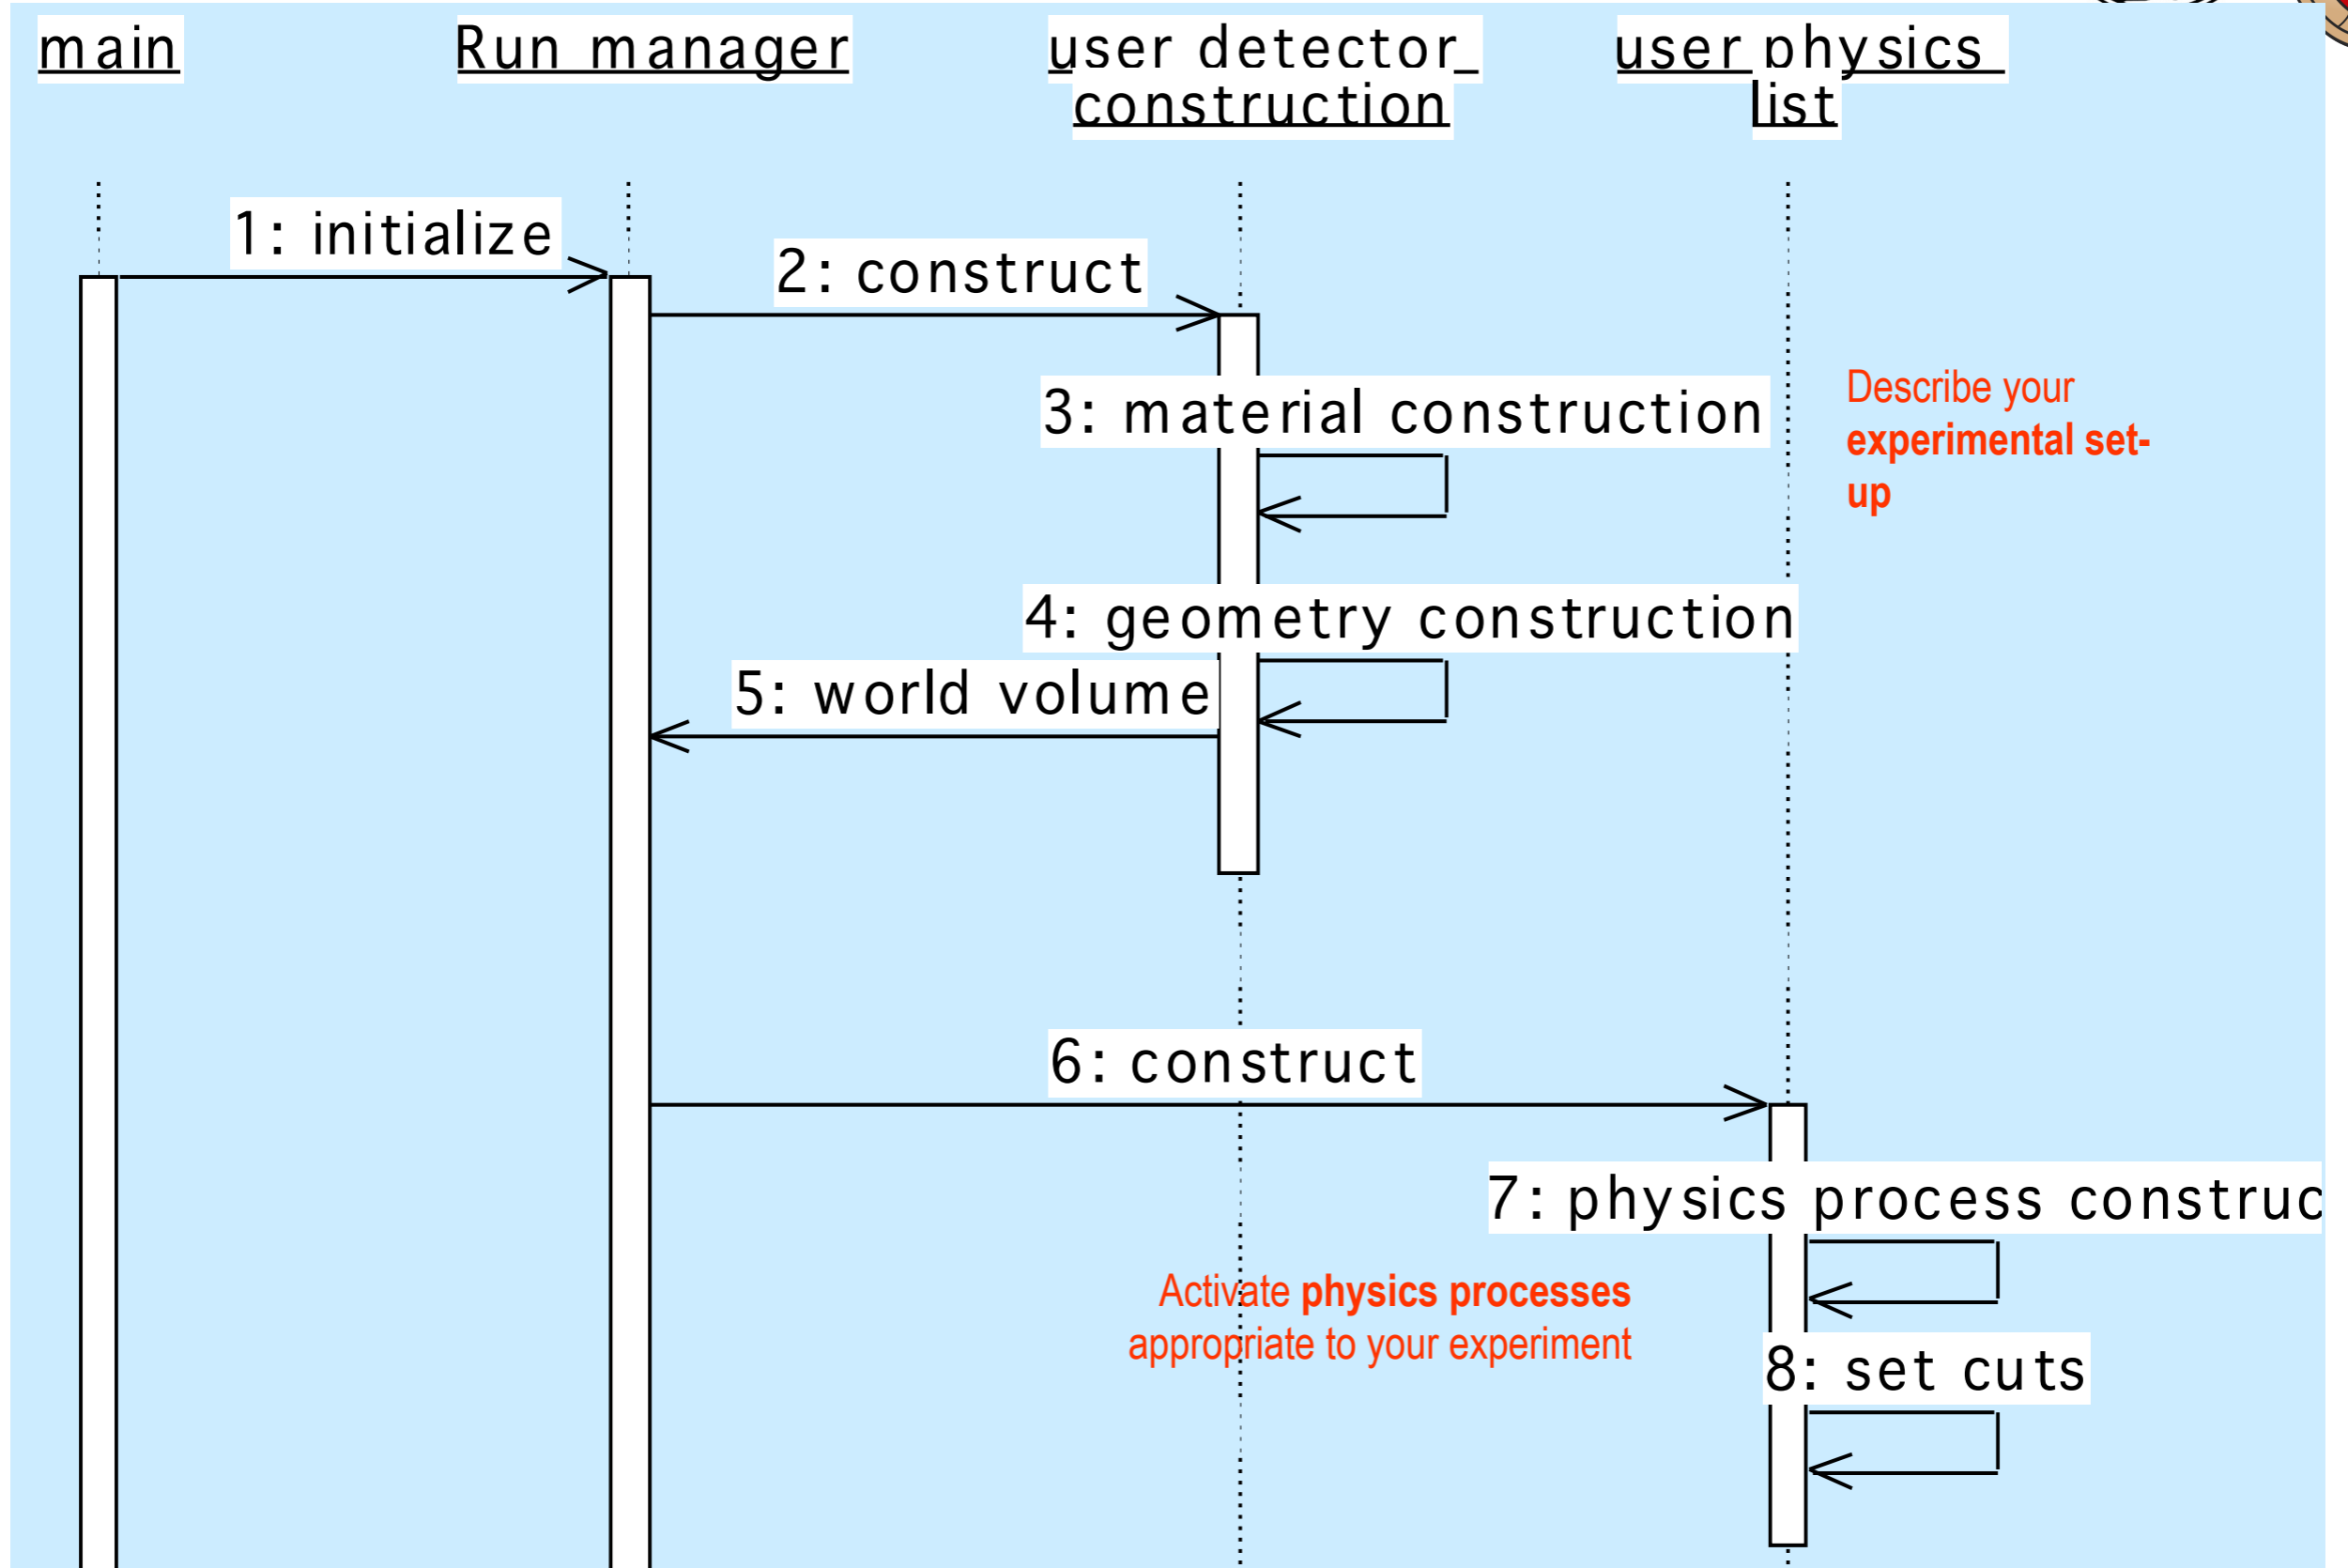 main
Run manager
user detector
construction
user physics
list
1: initialize
2: construct
3: material construction
Describe your
experimental set-
up
4: geometry construction
5: world volume
6: construct
7: physics process construc
Activate physics processes
appropriate to your experiment
8: set cuts